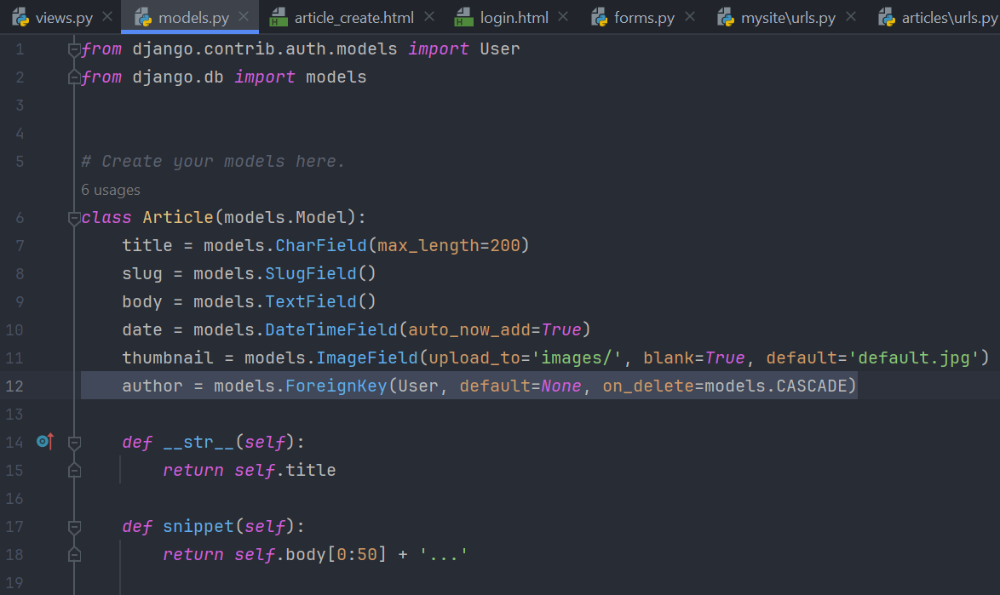 views.py models.py article_create.html login.html forms.py mysite\urls.py articles\urls.py
1 from django.contrib.auth.models import User
2 from django.db import models
3
4
5 # Create your models here.
6 usages
6 class Article(models.Model):
7 title = models.CharField(max_length=200)
8 slug = models.SlugField()
9 body = models.TextField()
10 date = models.DateTimeField(auto_now_add=True)
11 thumbnail = models.ImageField(upload_to='images/', blank=True, default='default.jpg')
12 author = models.ForeignKey(User, default=None, on_delete=models.CASCADE)
13
14 def __str__(self):
15 return self.title
16
17 def snippet(self):
18 return self.body[0:50] + '...'
19